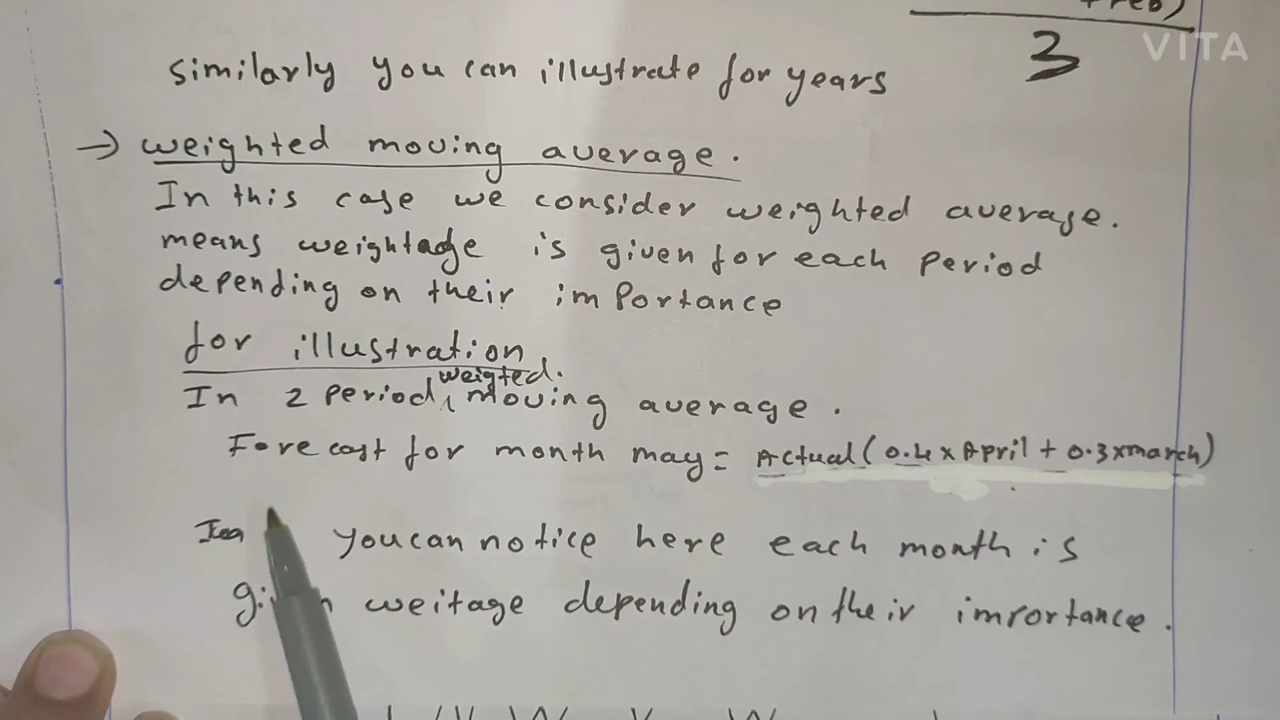 3
VITA
similarly you can illustrate for years
→ weighted moving average.
In this case we consider weighted average.
means weightage is given for each period
depending on their importance
for illustration
weigted.
In 2 period, moving average.
Forecast for month may = Actual (0.4 x April + 0.3 x march)
you can notice here each month is
weitage depending on their importance.